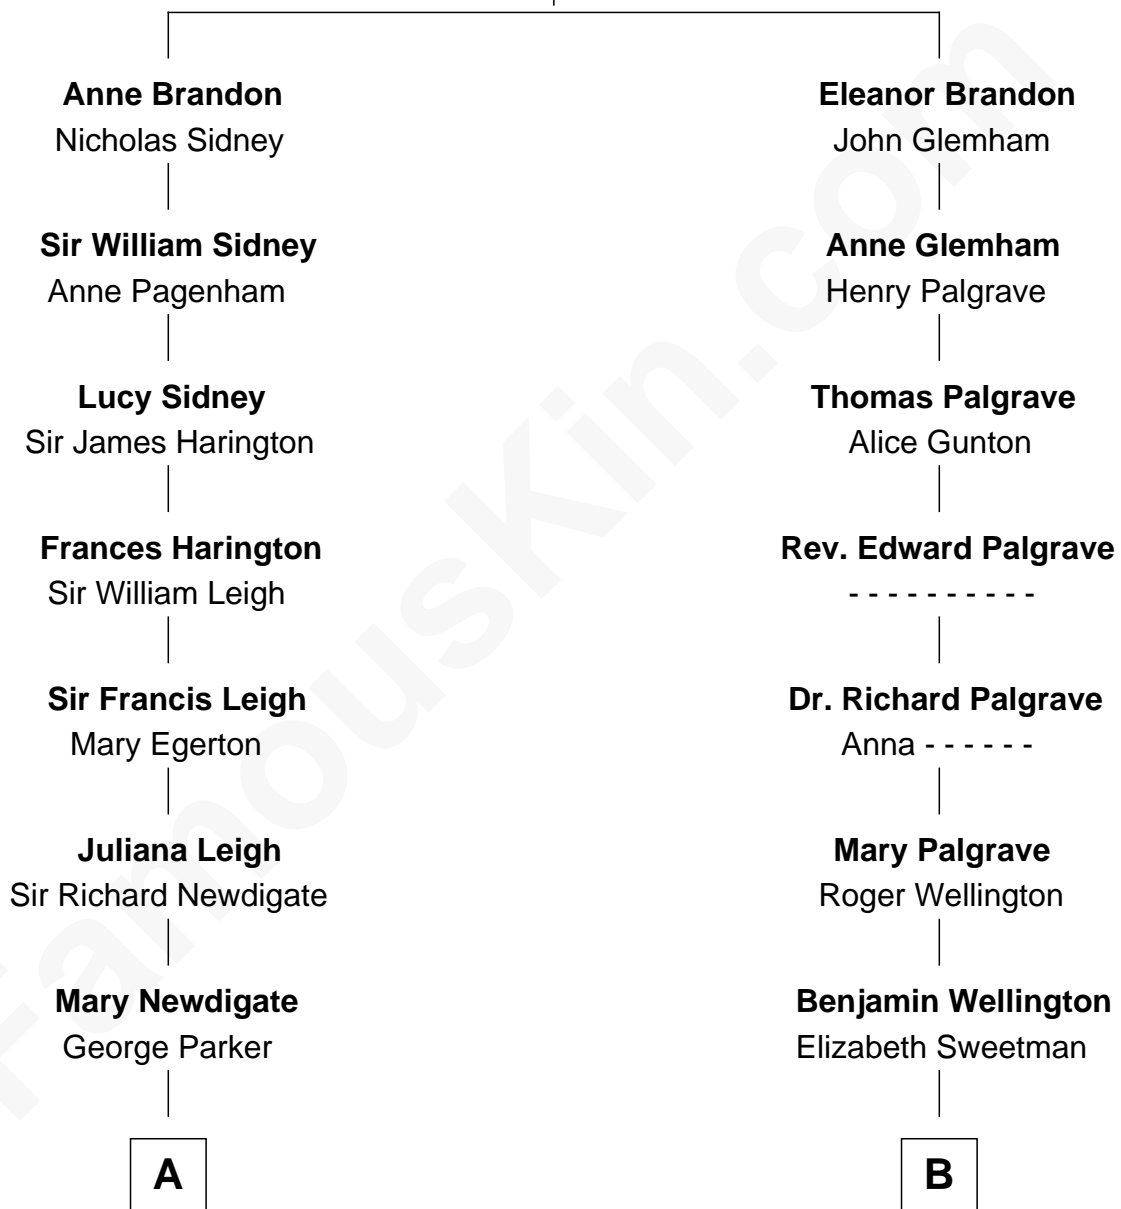 Anne Brandon
Nicholas Sidney
Sir William Sidney
Anne Pagenham
Lucy Sidney
Sir James Harington
Frances Harington
Sir William Leigh
Sir Francis Leigh
Mary Egerton
Juliana Leigh
Sir Richard Newdigate
Mary Newdigate
George Parker
A
Eleanor Brandon
John Glemham
Anne Glemham
Henry Palgrave
Thomas Palgrave
Alice Gunton
Rev. Edward Palgrave
- - - - - - - - - -
Dr. Richard Palgrave
Anna - - - - - -
Mary Palgrave
Roger Wellington
Benjamin Wellington
Elizabeth Sweetman
B
FamousKin.com